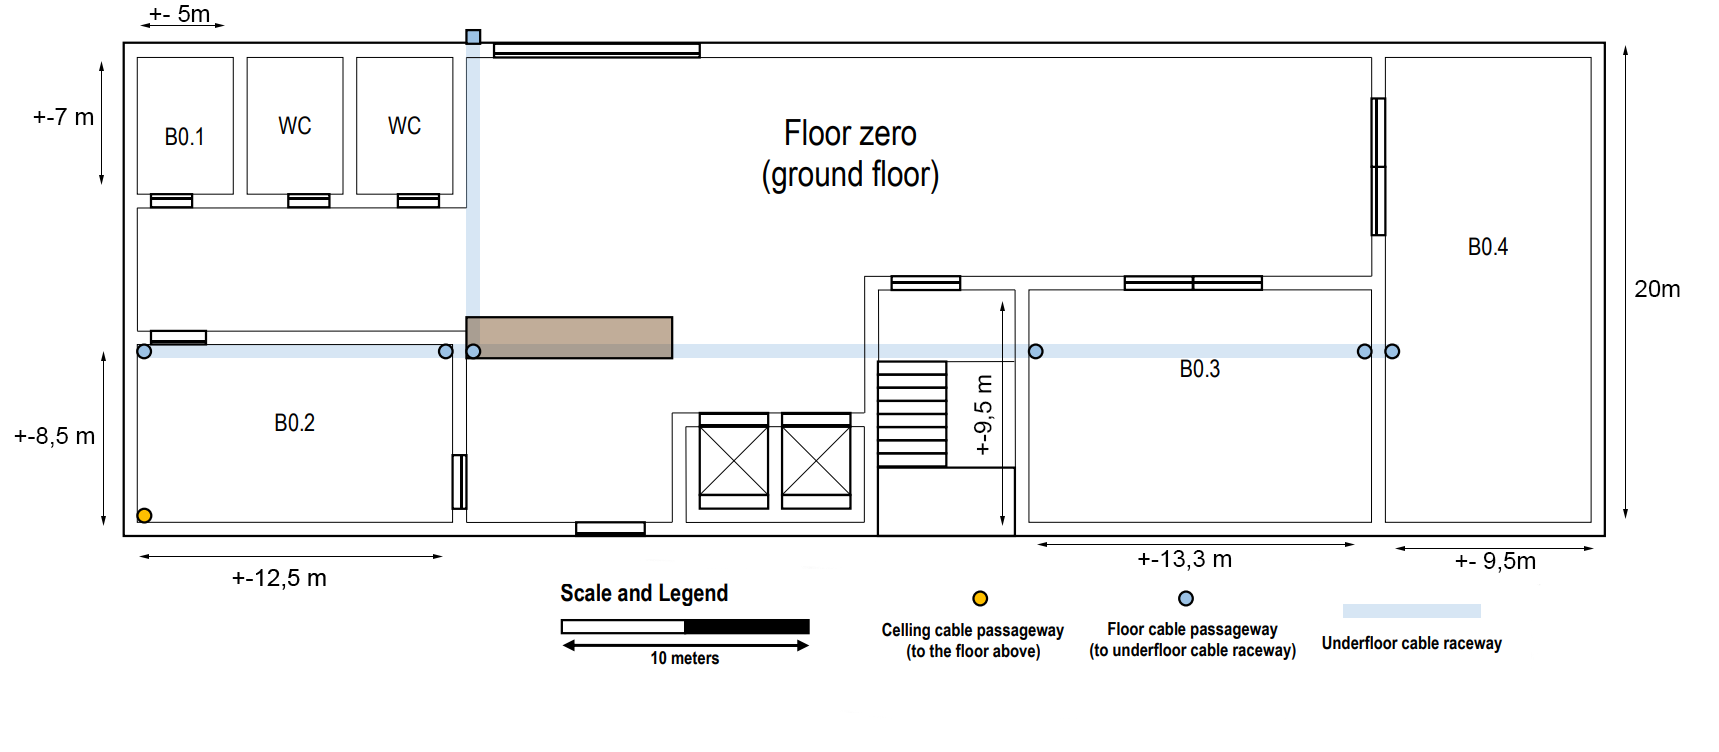 +- 5m
+-7 m
B0.1
WC
WC
Floor zero
(ground floor)
B0.4
20m
B0.3
+-9,5 m
B0.2
+-8,5 m
+-12,5 m
+-13,3 m
+- 9,5m
Scale and Legend
10 meters
Celling cable passageway
(to the floor above)
Floor cable passageway
(to underfloor cable raceway)
Underfloor cable raceway